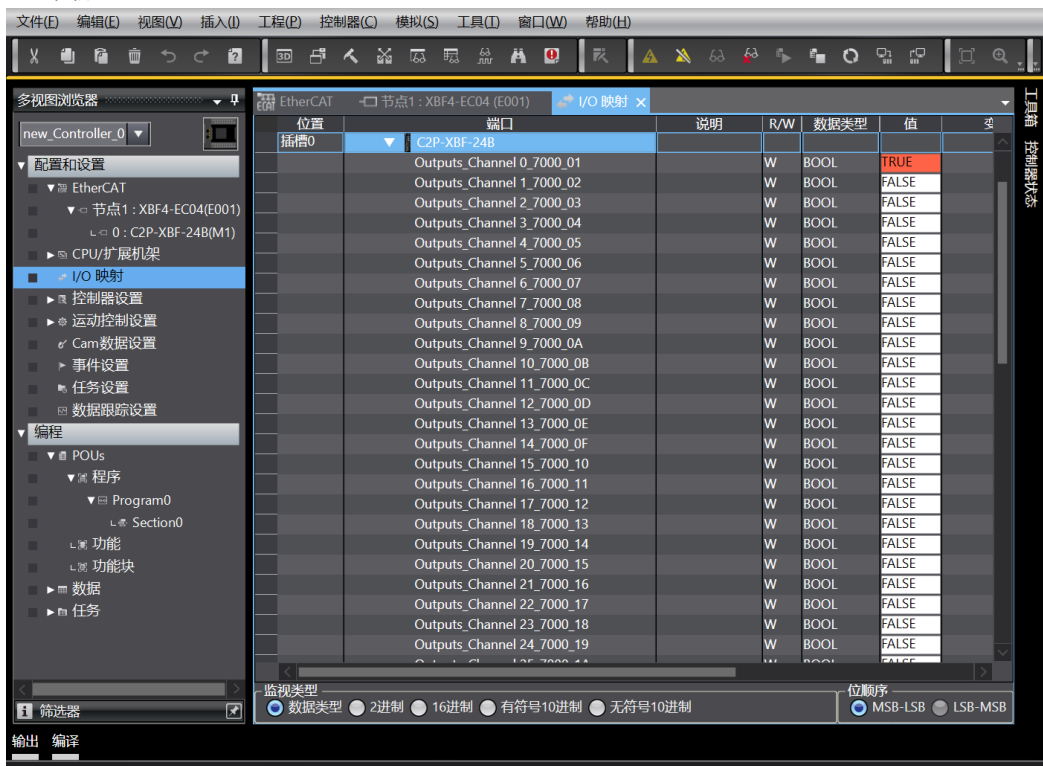 文件(F) 编辑(E) 视图(V) 插入(I) 工程(P) 控制器(C) 模拟(S) 工具(T) 窗口(W) 帮助(H)
多视图浏览器
new_Controller_0
配置和设置
EtherCAT
节点1 : XBF4-EC04(E001)
0 : C2P-XBF-24B(M1)
CPU/扩展机架
I/O 映射
控制器设置
运动控制设置
Cam数据设置
事件设置
任务设置
数据跟踪设置
编程
POUs
程序
Program0
Section0
功能
功能块
数据
任务
筛选器
EtherCAT 节点1 : XBF4-EC04 (E001) I/O 映射
位置 端口 说明 R/W 数据类型 值
插槽0 C2P-XBF-24B
Outputs_Channel 0_7000_01 W BOOL TRUE
Outputs_Channel 1_7000_02 W BOOL FALSE
Outputs_Channel 2_7000_03 W BOOL FALSE
Outputs_Channel 3_7000_04 W BOOL FALSE
Outputs_Channel 4_7000_05 W BOOL FALSE
Outputs_Channel 5_7000_06 W BOOL FALSE
Outputs_Channel 6_7000_07 W BOOL FALSE
Outputs_Channel 7_7000_08 W BOOL FALSE
Outputs_Channel 8_7000_09 W BOOL FALSE
Outputs_Channel 9_7000_0A W BOOL FALSE
Outputs_Channel 10_7000_0B W BOOL FALSE
Outputs_Channel 11_7000_0C W BOOL FALSE
Outputs_Channel 12_7000_0D W BOOL FALSE
Outputs_Channel 13_7000_0E W BOOL FALSE
Outputs_Channel 14_7000_0F W BOOL FALSE
Outputs_Channel 15_7000_10 W BOOL FALSE
Outputs_Channel 16_7000_11 W BOOL FALSE
Outputs_Channel 17_7000_12 W BOOL FALSE
Outputs_Channel 18_7000_13 W BOOL FALSE
Outputs_Channel 19_7000_14 W BOOL FALSE
Outputs_Channel 20_7000_15 W BOOL FALSE
Outputs_Channel 21_7000_16 W BOOL FALSE
Outputs_Channel 22_7000_17 W BOOL FALSE
Outputs_Channel 23_7000_18 W BOOL FALSE
Outputs_Channel 24_7000_19 W BOOL FALSE
监视类型
数据类型 2进制 16进制 有符号10进制 无符号10进制
位顺序
MSB-LSB LSB-MSB
工具箱
控制器状态
输出 编译